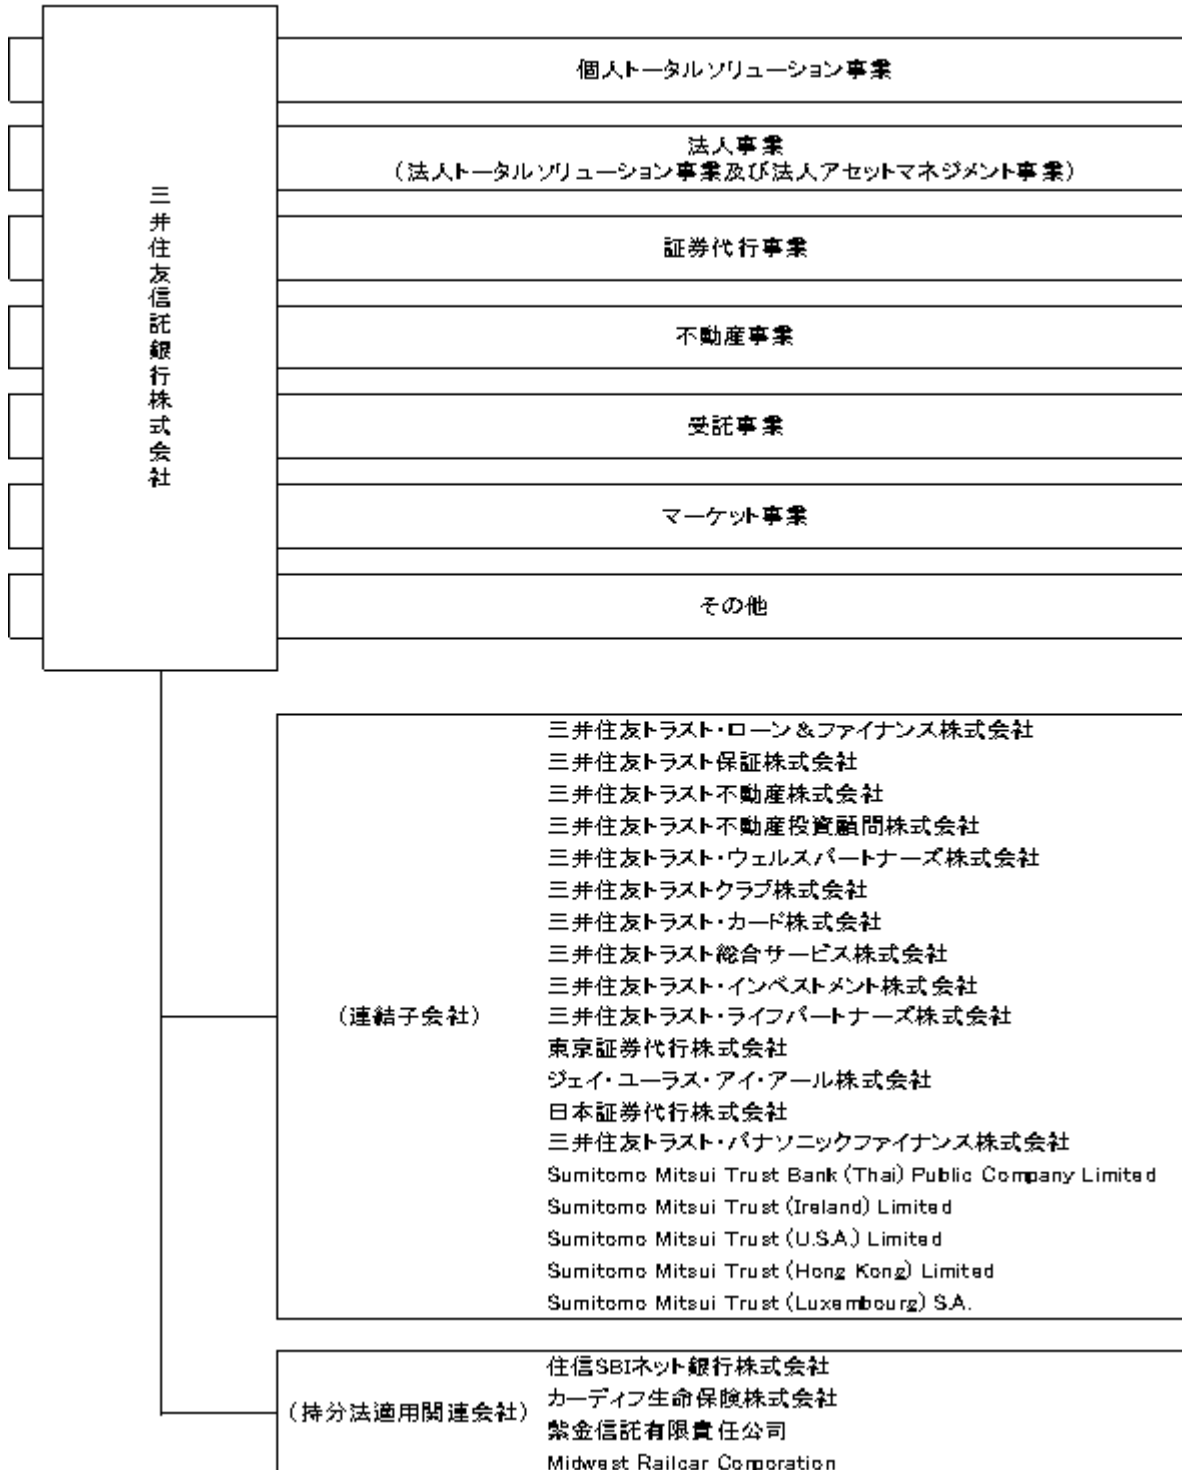 三井住友信託銀行株式会社
個人トータルソリューション事業
法人事業
（法人トータルソリューション事業及び法人アセットマネジメント事業）
証券代行事業
不動産事業
受託事業
マーケット事業
その他
（連結子会社）
三井住友トラスト・ローン＆ファイナンス株式会社
三井住友トラスト保証株式会社
三井住友トラスト不動産株式会社
三井住友トラスト不動産投資顧問株式会社
三井住友トラスト・ウェルスパートナーズ株式会社
三井住友トラストクラブ株式会社
三井住友トラスト・カード株式会社
三井住友トラスト総合サービス株式会社
三井住友トラスト・インベストメント株式会社
三井住友トラスト・ライフパートナーズ株式会社
東京証券代行株式会社
ジェイ・ユーラス・アイ・アール株式会社
日本証券代行株式会社
三井住友トラスト・パナソニックファイナンス株式会社
Sumitomo Mitsui Trust Bank (Thai) Public Company Limited
Sumitomo Mitsui Trust (Ireland) Limited
Sumitomo Mitsui Trust (U.S.A.) Limited
Sumitomo Mitsui Trust (Hong Kong) Limited
Sumitomo Mitsui Trust (Luxembourg) S.A.
（持分法適用関連会社）
住信SBIネット銀行株式会社
カーディフ生命保険株式会社
紫金信託有限責任公司
Midwest Railcar Corporation